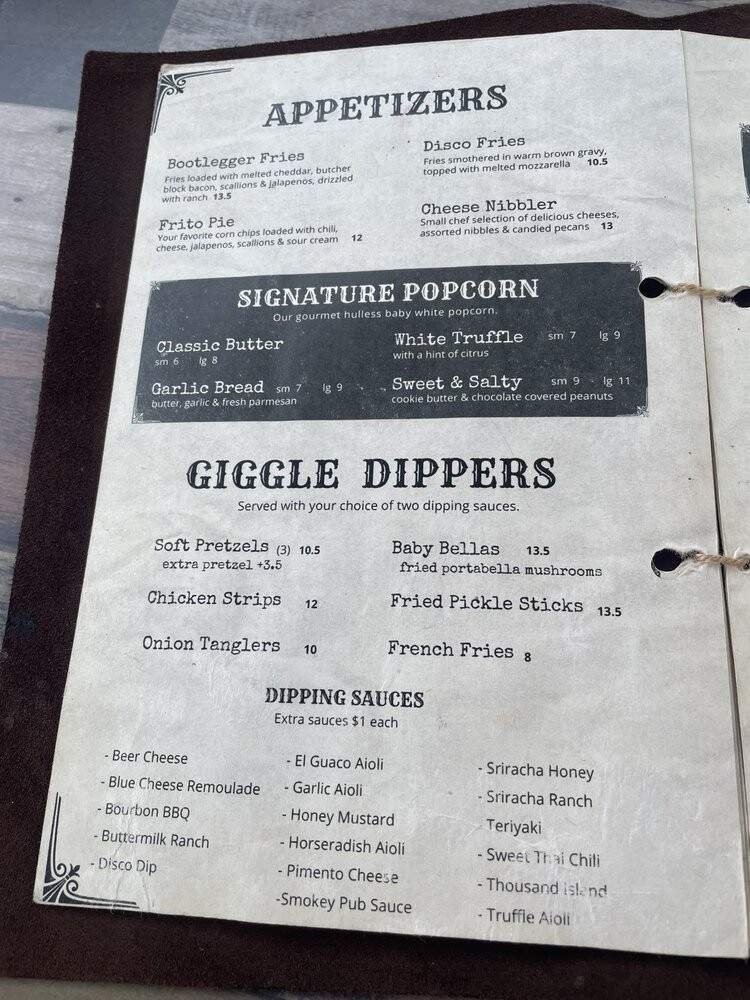 APPETIZERS
Bootlegger Fries
Fries loaded with melted cheddar, butcher
block bacon, scallions & jalapenos, drizzled
with ranch 13.5
Disco Fries
Fries smothered in warm brown gravy,
topped with melted mozzarella 10.5
Frito Pie
Your favorite corn chips loaded with chili,
cheese, jalapenos, scallions & sour cream 12
Cheese Nibbler
Small chef selection of delicious cheeses,
assorted nibbles & candied pecans 13
SIGNATURE POPCORN
Our gourmet hulless baby white popcorn.
Classic Butter
sm 6 lg 8
White Truffle sm 7 lg 9
with a hint of citrus
Garlic Bread sm 7 lg 9
butter, garlic & fresh parmesan
Sweet & Salty sm 9 lg 11
cookie butter & chocolate covered peanuts
GIGGLE DIPPERS
Served with your choice of two dipping sauces.
Soft Pretzels (3) 10.5
extra pretzel +3.5
Baby Bellas 13.5
fried portabella mushrooms
Chicken Strips 12
Fried Pickle Sticks 13.5
Onion Tanglers 10
French Fries 8
DIPPING SAUCES
Extra sauces $1 each
- Beer Cheese
- Blue Cheese Remoulade
- Bourbon BBQ
- Buttermilk Ranch
- Disco Dip
- El Guaco Aioli
- Garlic Aioli
- Honey Mustard
- Horseradish Aioli
- Pimento Cheese
-Smokey Pub Sauce
- Sriracha Honey
- Sriracha Ranch
Teriyaki
- Sweet Thai Chili
- Thousand Island
- Truffle Aioli